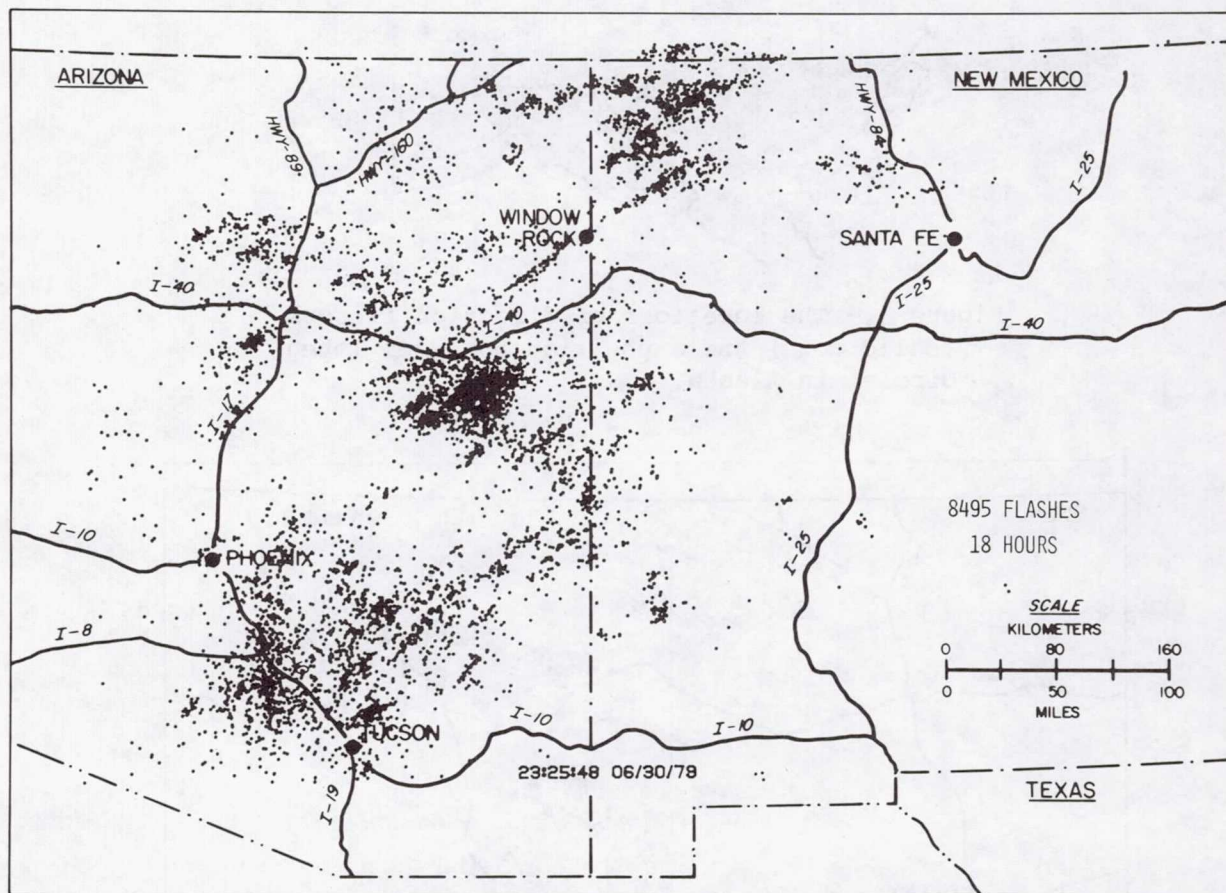 ARIZONA
NEW MEXICO
HWY-89
HWY-160
HWY-84
I-25
WINDOW
ROCK
SANTA FE
I-40
I-40
I-25
I-40
I-17
8495 FLASHES
18 HOURS
I-10
PHOENIX
I-25
SCALE
KILOMETERS
0 80 160
0 50 100
MILES
I-8
TUCSON
I-10
I-10
23:25:48 06/30/79
TEXAS
I-19